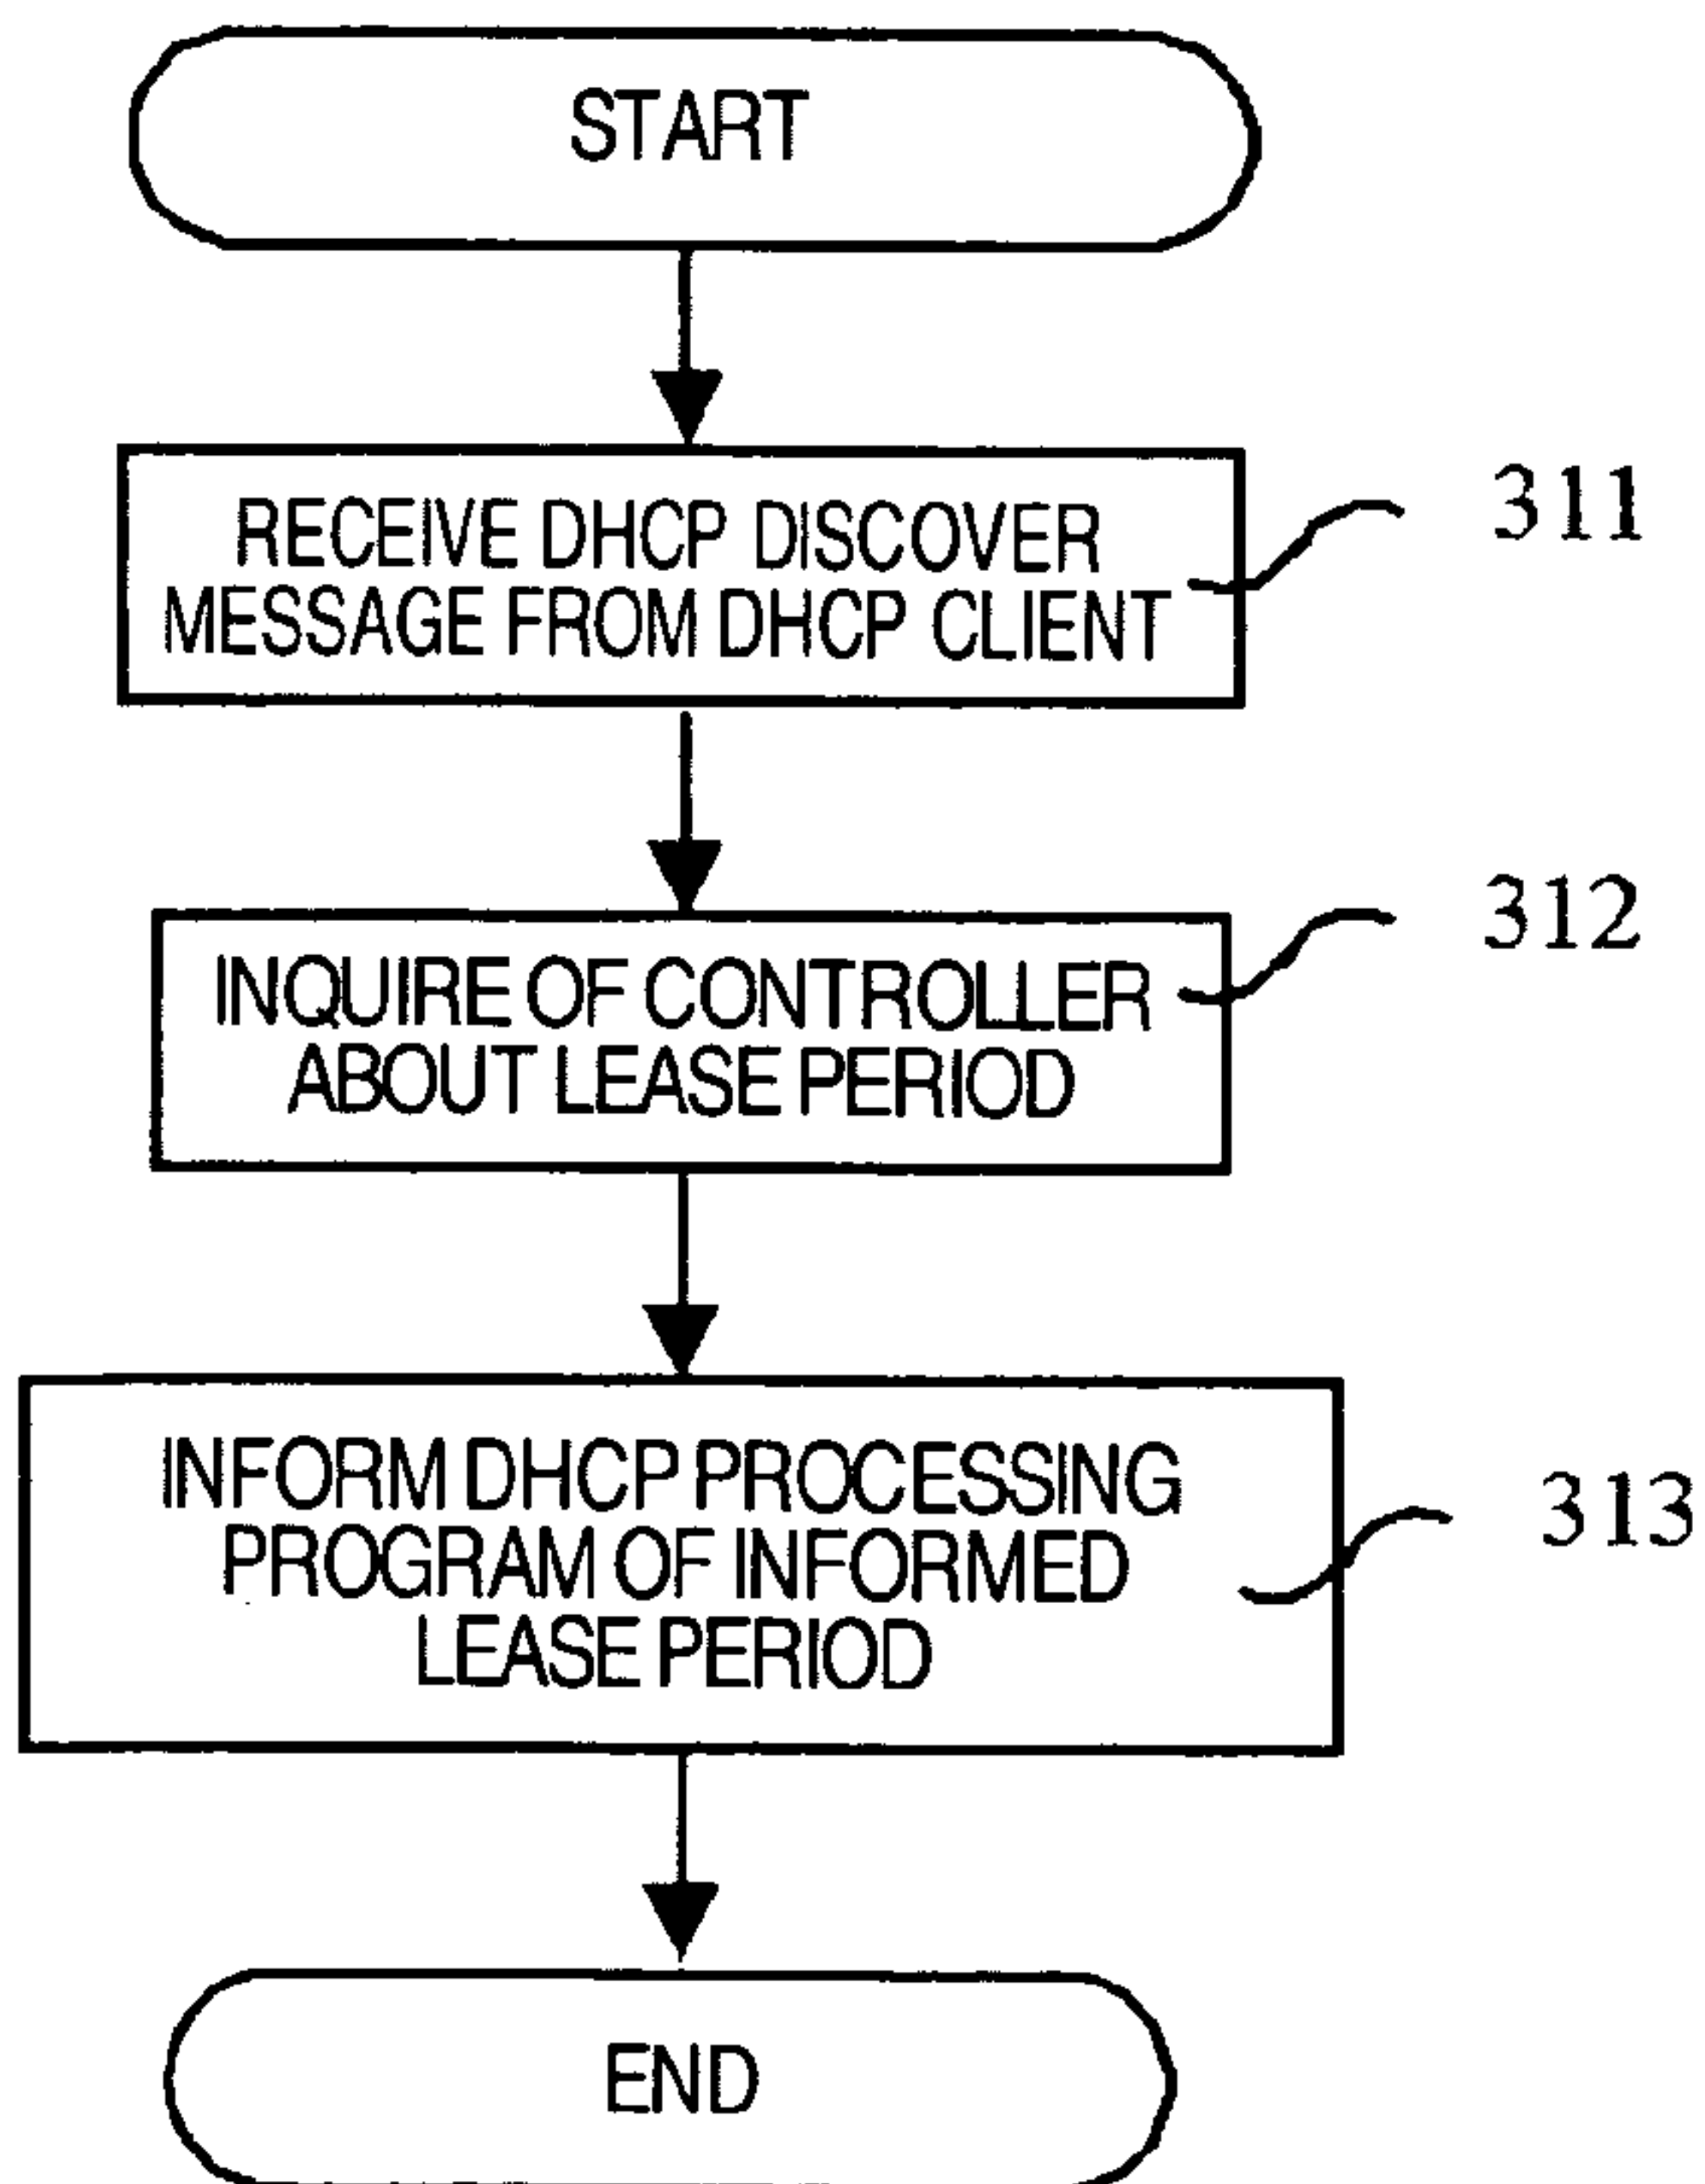 START
RECEIVE DHCP DISCOVER
MESSAGE FROM DHCP CLIENT
311
INQUIRE OF CONTROLLER
ABOUT LEASE PERIOD
312
INFORM DHCP PROCESSING
PROGRAM OF INFORMED
LEASE PERIOD
313
END